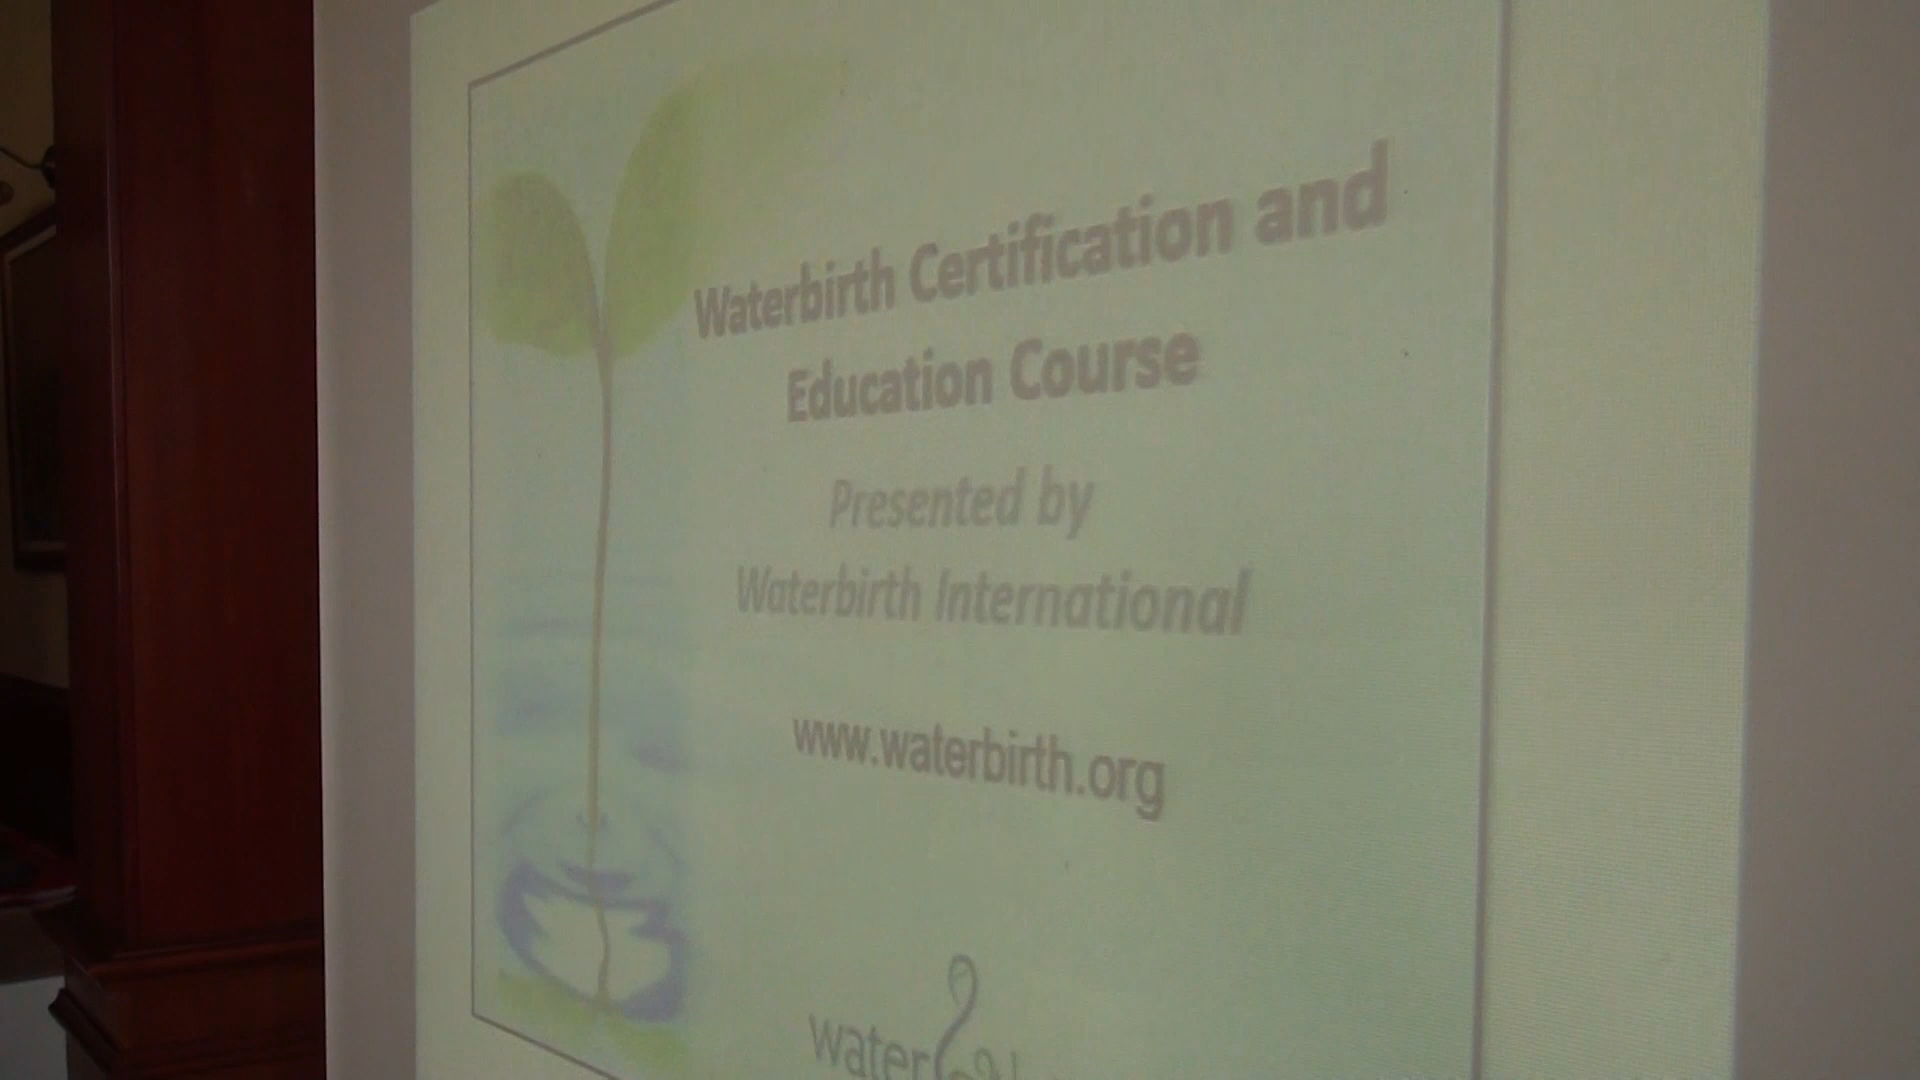 Waterbirth Certification and
Education Course
Presented by
Waterbirth International
www.waterbirth.org
water